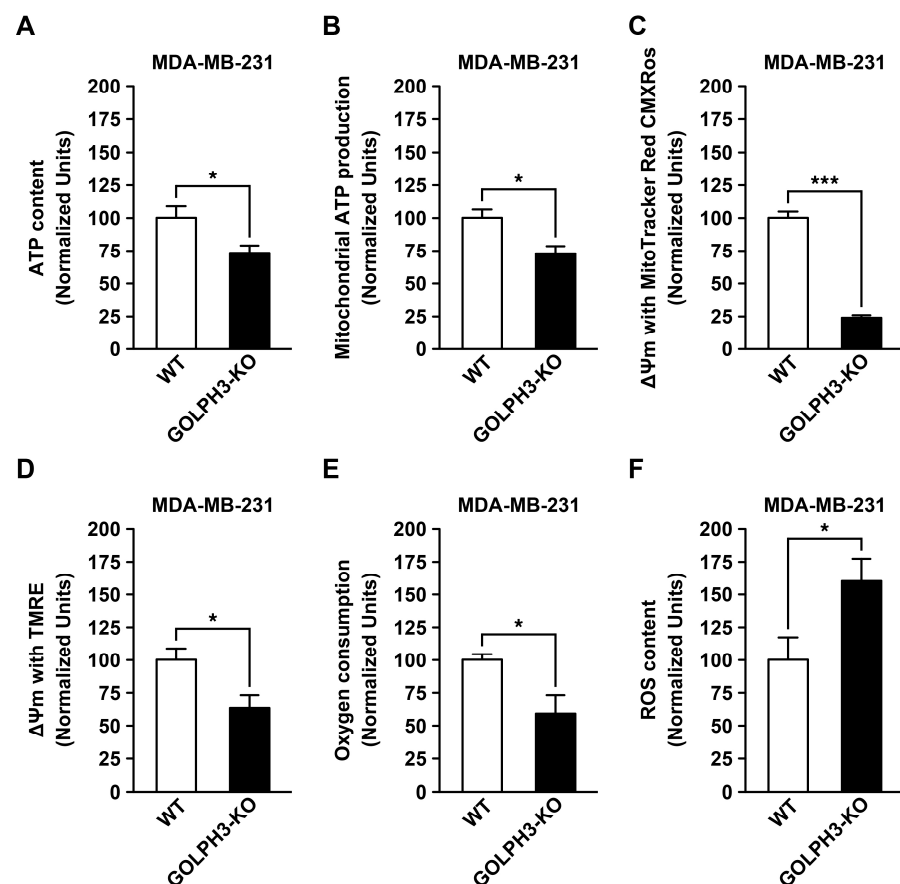 A
MDA-MB-231
ATP content
(Normalized Units)
200
175
150
125
100
75
50
25
0
*
WT
GOLPH3-KO
B
MDA-MB-231
Mitochondrial ATP production
(Normalized Units)
200
175
150
125
100
75
50
25
0
*
WT
GOLPH3-KO
C
MDA-MB-231
ΔΨm with MitoTracker Red CMXRos
(Normalized Units)
200
175
150
125
100
75
50
25
0
***
WT
GOLPH3-KO
D
MDA-MB-231
ΔΨm with TMRE
(Normalized Units)
200
175
150
125
100
75
50
25
0
*
WT
GOLPH3-KO
E
MDA-MB-231
Oxygen consumption
(Normalized Units)
200
175
150
125
100
75
50
25
0
*
WT
GOLPH3-KO
F
MDA-MB-231
ROS content
(Normalized Units)
200
175
150
125
100
75
50
25
0
*
WT
GOLPH3-KO